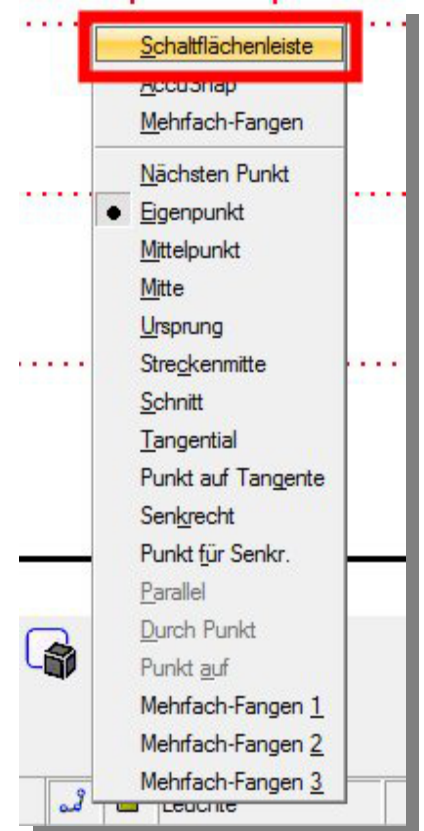 Schaltflächenleiste
AccuSnap
Mehrfach-Fangen
Nächsten Punkt
Eigenpunkt
Mittelpunkt
Mitte
Ursprung
Streckenmitte
Schnitt
Tangential
Punkt auf Tangente
Senkrecht
Punkt für Senkr.
Parallel
Durch Punkt
Punkt auf
Mehrfach-Fangen 1
Mehrfach-Fangen 2
Mehrfach-Fangen 3
Leuchte